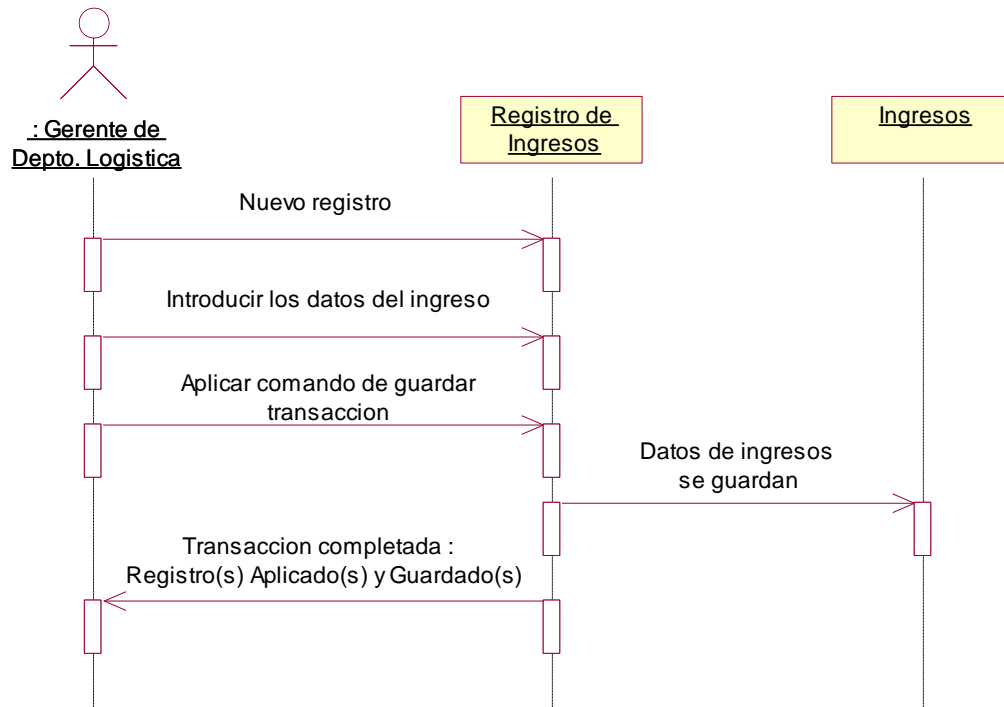 : Gerente de
Depto. Logistica
Registro de
Ingresos
Ingresos
Nuevo registro
Introducir los datos del ingreso
Aplicar comando de guardar
transaccion
Datos de ingresos
se guardan
Transaccion completada :
Registro(s) Aplicado(s) y Guardado(s)